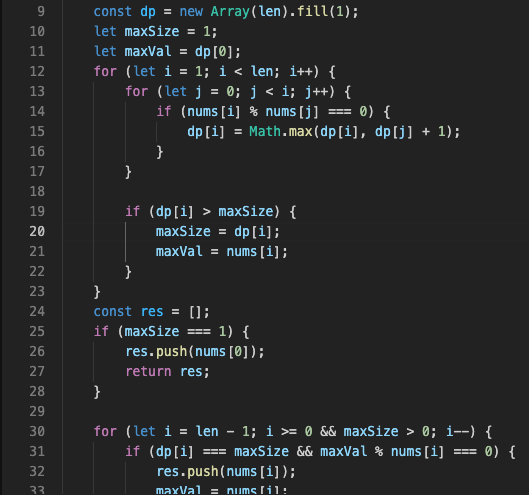 9 const dp = new Array(len).fill(1);
10 let maxSize = 1;
11 let maxVal = dp[0];
12 for (let i = 1; i < len; i++) {
13 for (let j = 0; j < i; j++) {
14 if (nums[i] % nums[j] === 0) {
15 dp[i] = Math.max(dp[i], dp[j] + 1);
16 }
17 }
18
19 if (dp[i] > maxSize) {
20 maxSize = dp[i];
21 maxVal = nums[i];
22 }
23 }
24 const res = [];
25 if (maxSize === 1) {
26 res.push(nums[0]);
27 return res;
28 }
29
30 for (let i = len - 1; i >= 0 && maxSize > 0; i--) {
31 if (dp[i] === maxSize && maxVal % nums[i] === 0) {
32 res.push(nums[i]);
33 maxVal = nums[i];